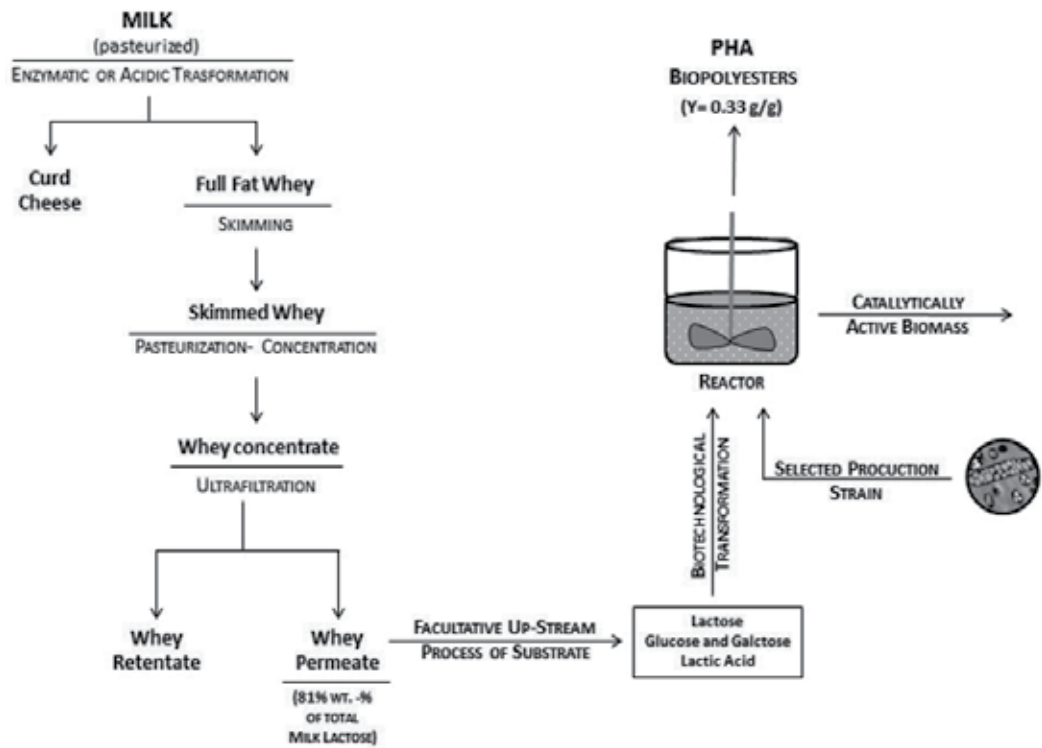 MILK
(pasteurized)
ENZYMATIC OR ACIDIC TRASFORMATION
Curd
Cheese
Full Fat Whey
SKIMMING
Skimmed Whey
PASTEURIZATION- CONCENTRATION
Whey concentrate
ULTRAFILTRATION
Whey
Retentate
Whey
Permeate
(81% WT. -%
OF TOTAL
MILK LACTOSE)
FACULTATIVE UP-STREAM
PROCESS OF SUBSTRATE
Lactose
Glucose and Galctose
Lactic Acid
BIOTECHNOLOGICAL
TRANSFORMATION
SELECTED PROCUCTION
STRAIN
REACTOR
CATALLYTICALLY
ACTIVE BIOMASS
PHA
BIOPOLYESTERS
(Y= 0.33 g/g)